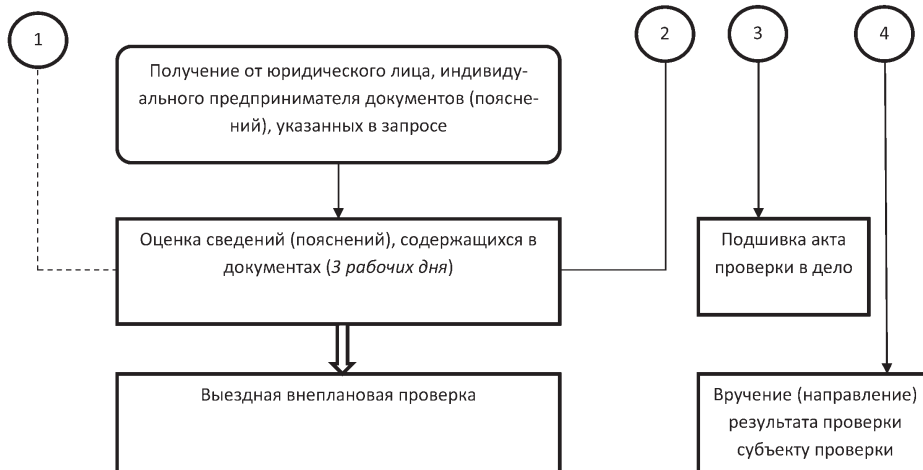 1
2
3
4
Получение от юридического лица, индивиду-
ального предпринимателя документов (поясне-
ний), указанных в запросе
Оценка сведений (пояснений), содержащихся в
документах (3 рабочих дня)
Подшивка акта
проверки в дело
Выездная внеплановая проверка
Вручение (направление)
результата проверки
субъекту проверки